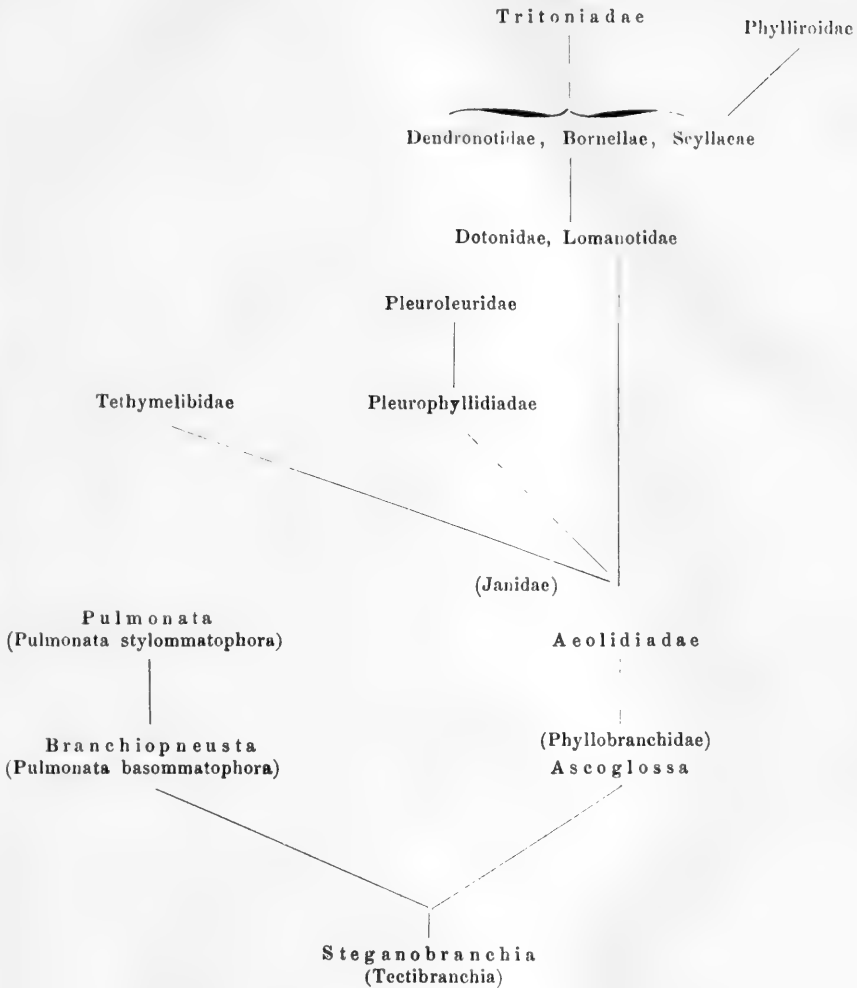 Tritoniadae
Phylliroidae
Dendronotidae, Bornellae, Scyllaeae
Dotonidae, Lomanotidae
Pleuroleuridae
Tethymelibidae
Pleurophyllidiadae
(Janidae)
Pulmonata
(Pulmonata stylommatophora)
Aeolidiadae
Branchiopneusta
(Pulmonata basommatophora)
(Phyllobranchidae)
Ascoglossa
Steganobranchia
(Tectibranchia)